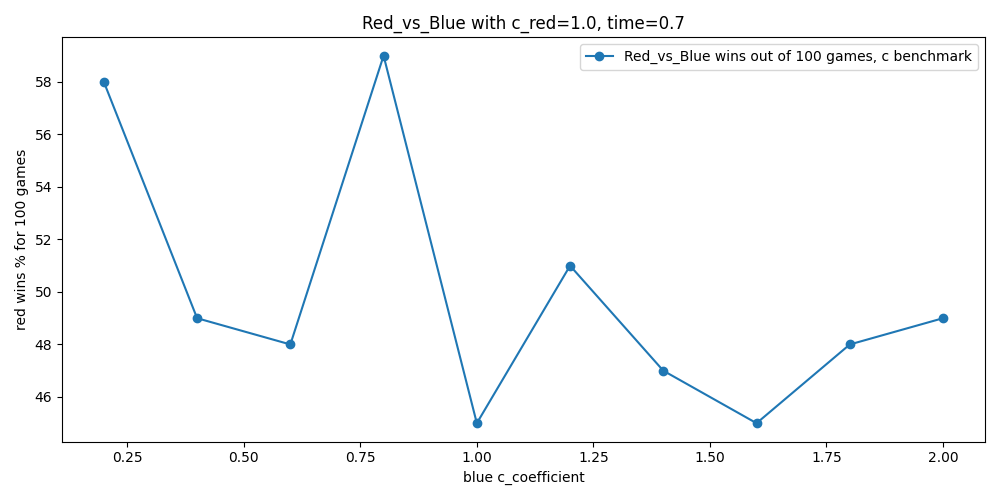 Red_vs_Blue with c_red=1.0, time=0.7
Red_vs_Blue wins out of 100 games, c benchmark
red wins % for 100 games
58
56
54
52
50
48
46
0.25 0.50 0.75 1.00 1.25 1.50 1.75 2.00
blue c_coefficient